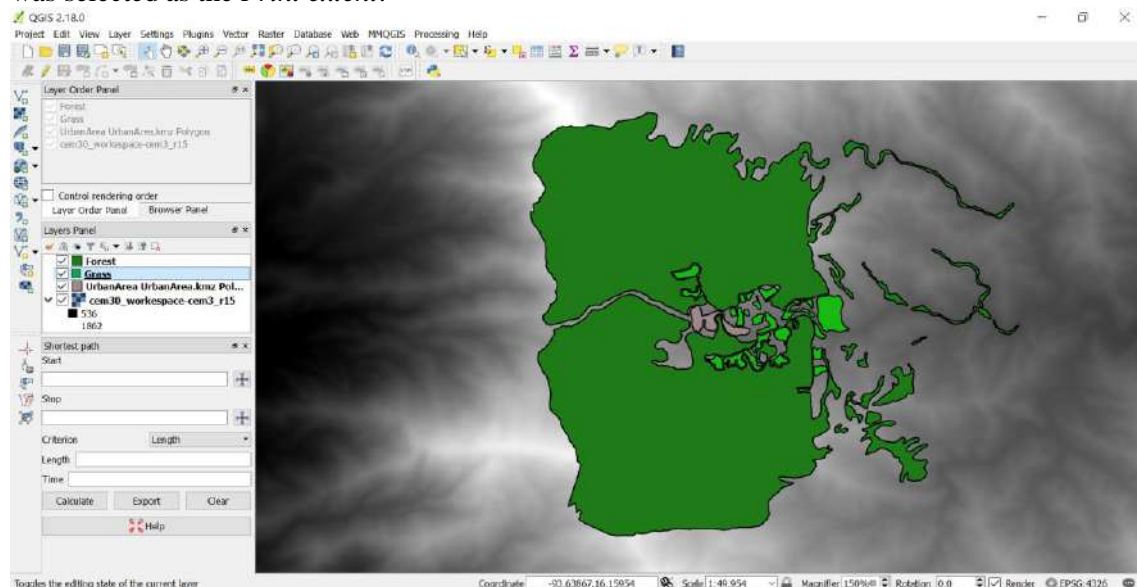 was selected as the Print extent.
QGIS 2.18.0
Project Edit View Layer Settings Plugins Vector Raster Database Web MMQGIS Processing Help
Layer Order Panel
Forest
Grass
UrbanArea UrbanArea.kmz Polygon
cem30_workespace-cem3_r15
Control rendering order
Layer Order Panel Browser Panel
Layers Panel
Forest
Grass
UrbanArea UrbanArea.kmz Pol...
cem30_workespace-cem3_r15
536
1862
Shortest path
Start
Stop
Criterion Length
Length
Time
Calculate Export Clear
Help
Toggles the editing state of the current layer Coordinate -93.63867,16.15954 Scale 1:49.954 Magnifier 150% Rotation 0.0 Render EPSG:4326